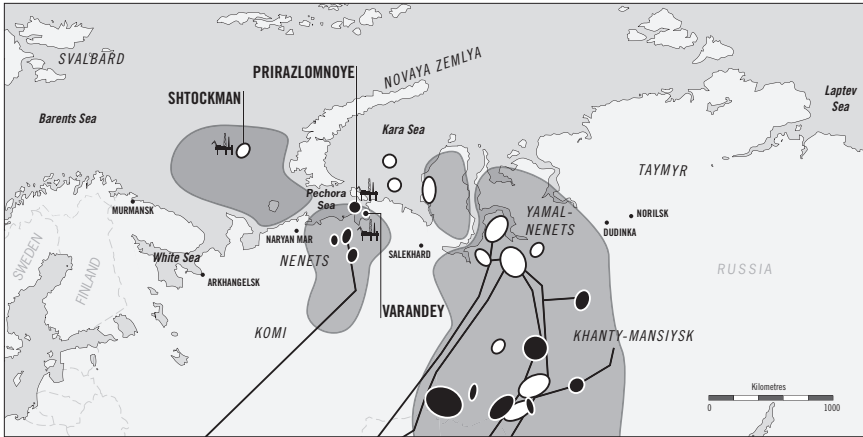 SVALBARD
PRIRAZLOMNOYE
NOVAYA ZEMLYA
SHTOCKMAN
Laptev
Sea
Barents Sea
Kara Sea
TAYMYR
Pechora
Sea
MURMANSK
YAMAL-
NENETS
NORILSK
DUDINKA
NARYAN MAR
SALEKHARD
White Sea
NENETS
SWEDEN
FINLAND
ARKHANGELSK
RUSSIA
VARANDEY
KOMI
KHANTY-MANSIYSK
Kilometres
0 1000